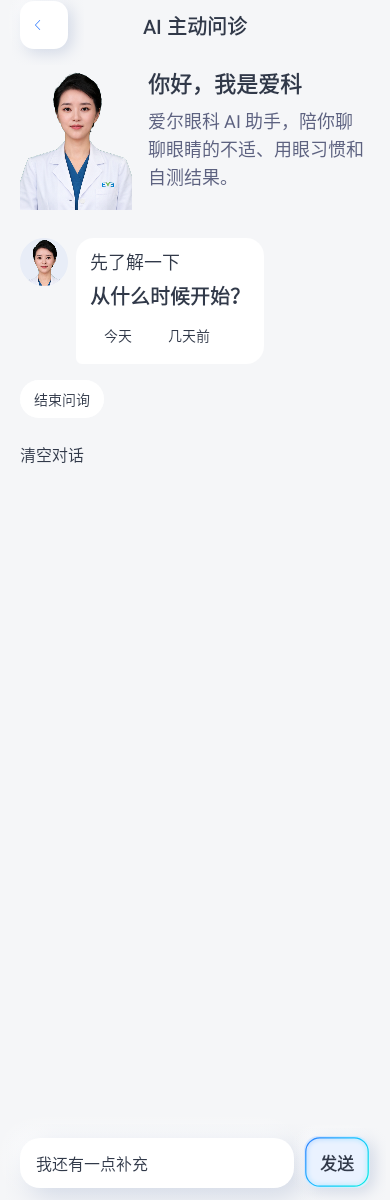 AI 主动问诊
你好，我是爱科
爱尔眼科 AI 助手，陪你聊
聊眼睛的不适、用眼习惯和
自测结果。
EYE
先了解一下
从什么时候开始？
今天 几天前
结束问询
清空对话
我还有一点补充 发送